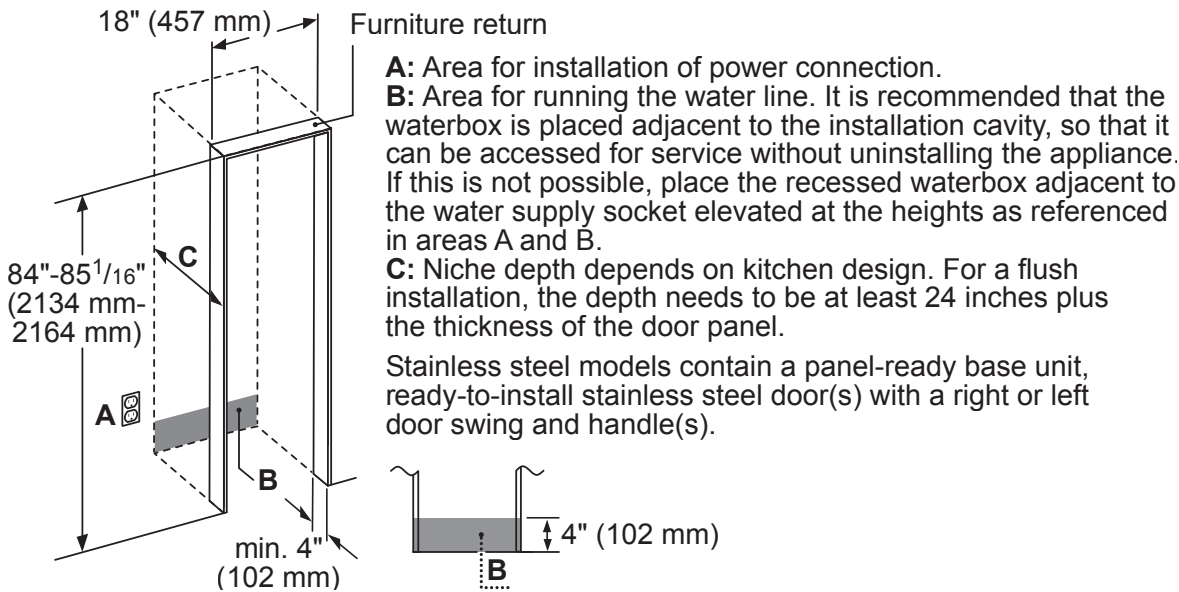 18" (457 mm)
Furniture return
A: Area for installation of power connection.
B: Area for running the water line. It is recommended that the
waterbox is placed adjacent to the installation cavity, so that it
can be accessed for service without uninstalling the appliance.
If this is not possible, place the recessed waterbox adjacent to
the water supply socket elevated at the heights as referenced
in areas A and B.
C: Niche depth depends on kitchen design. For a flush
installation, the depth needs to be at least 24 inches plus
the thickness of the door panel.
Stainless steel models contain a panel-ready base unit,
ready-to-install stainless steel door(s) with a right or left
door swing and handle(s).
C
84"-85 1/16"
(2134 mm-
2164 mm)
A
B
min. 4"
(102 mm)
4" (102 mm)
B